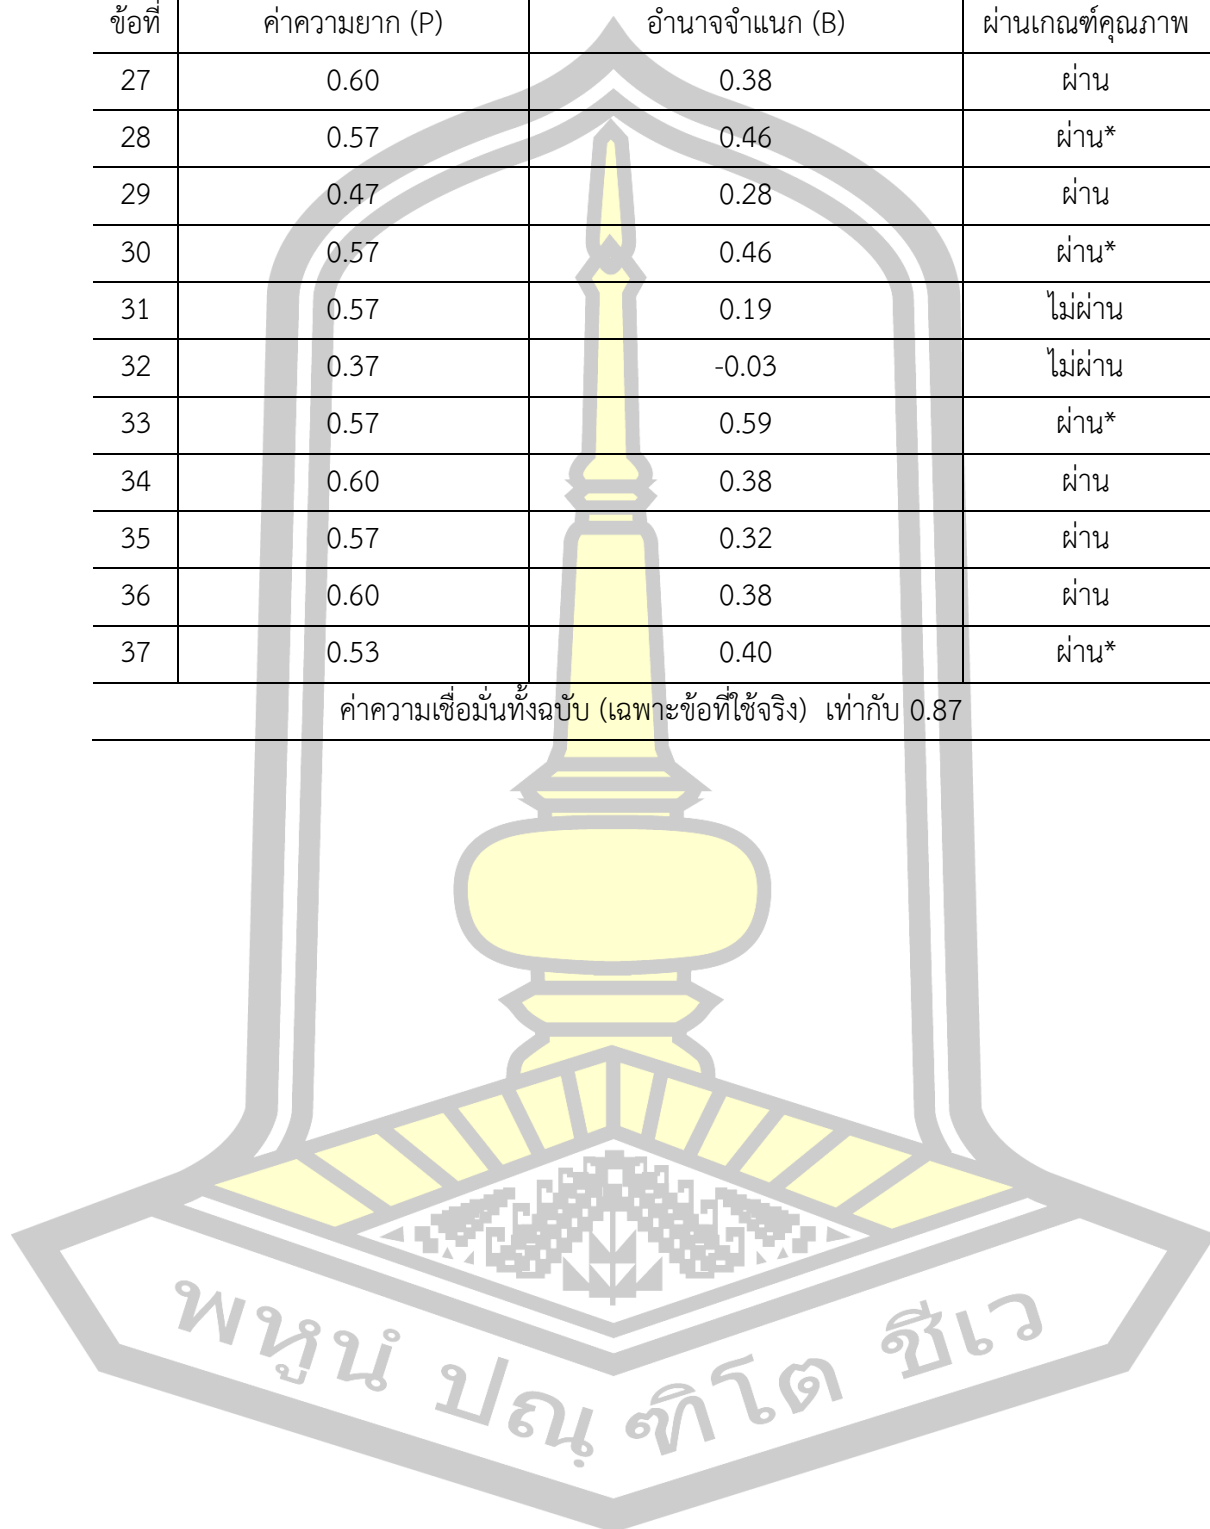 ข้อที่ ค่าความยาก (P) อำนาจจำแนก (B) ผ่านเกณฑ์คุณภาพ
27 0.60 0.38 ผ่าน
28 0.57 0.46 ผ่าน*
29 0.47 0.28 ผ่าน
30 0.57 0.46 ผ่าน*
31 0.57 0.19 ไม่ผ่าน
32 0.37 -0.03 ไม่ผ่าน
33 0.57 0.59 ผ่าน*
34 0.60 0.38 ผ่าน
35 0.57 0.32 ผ่าน
36 0.60 0.38 ผ่าน
37 0.53 0.40 ผ่าน*
ค่าความเชื่อมั่นทั้งฉบับ (เฉพาะข้อที่ใช้จริง) เท่ากับ 0.87
พหูนํ ปณฺฑิโต ชีเว